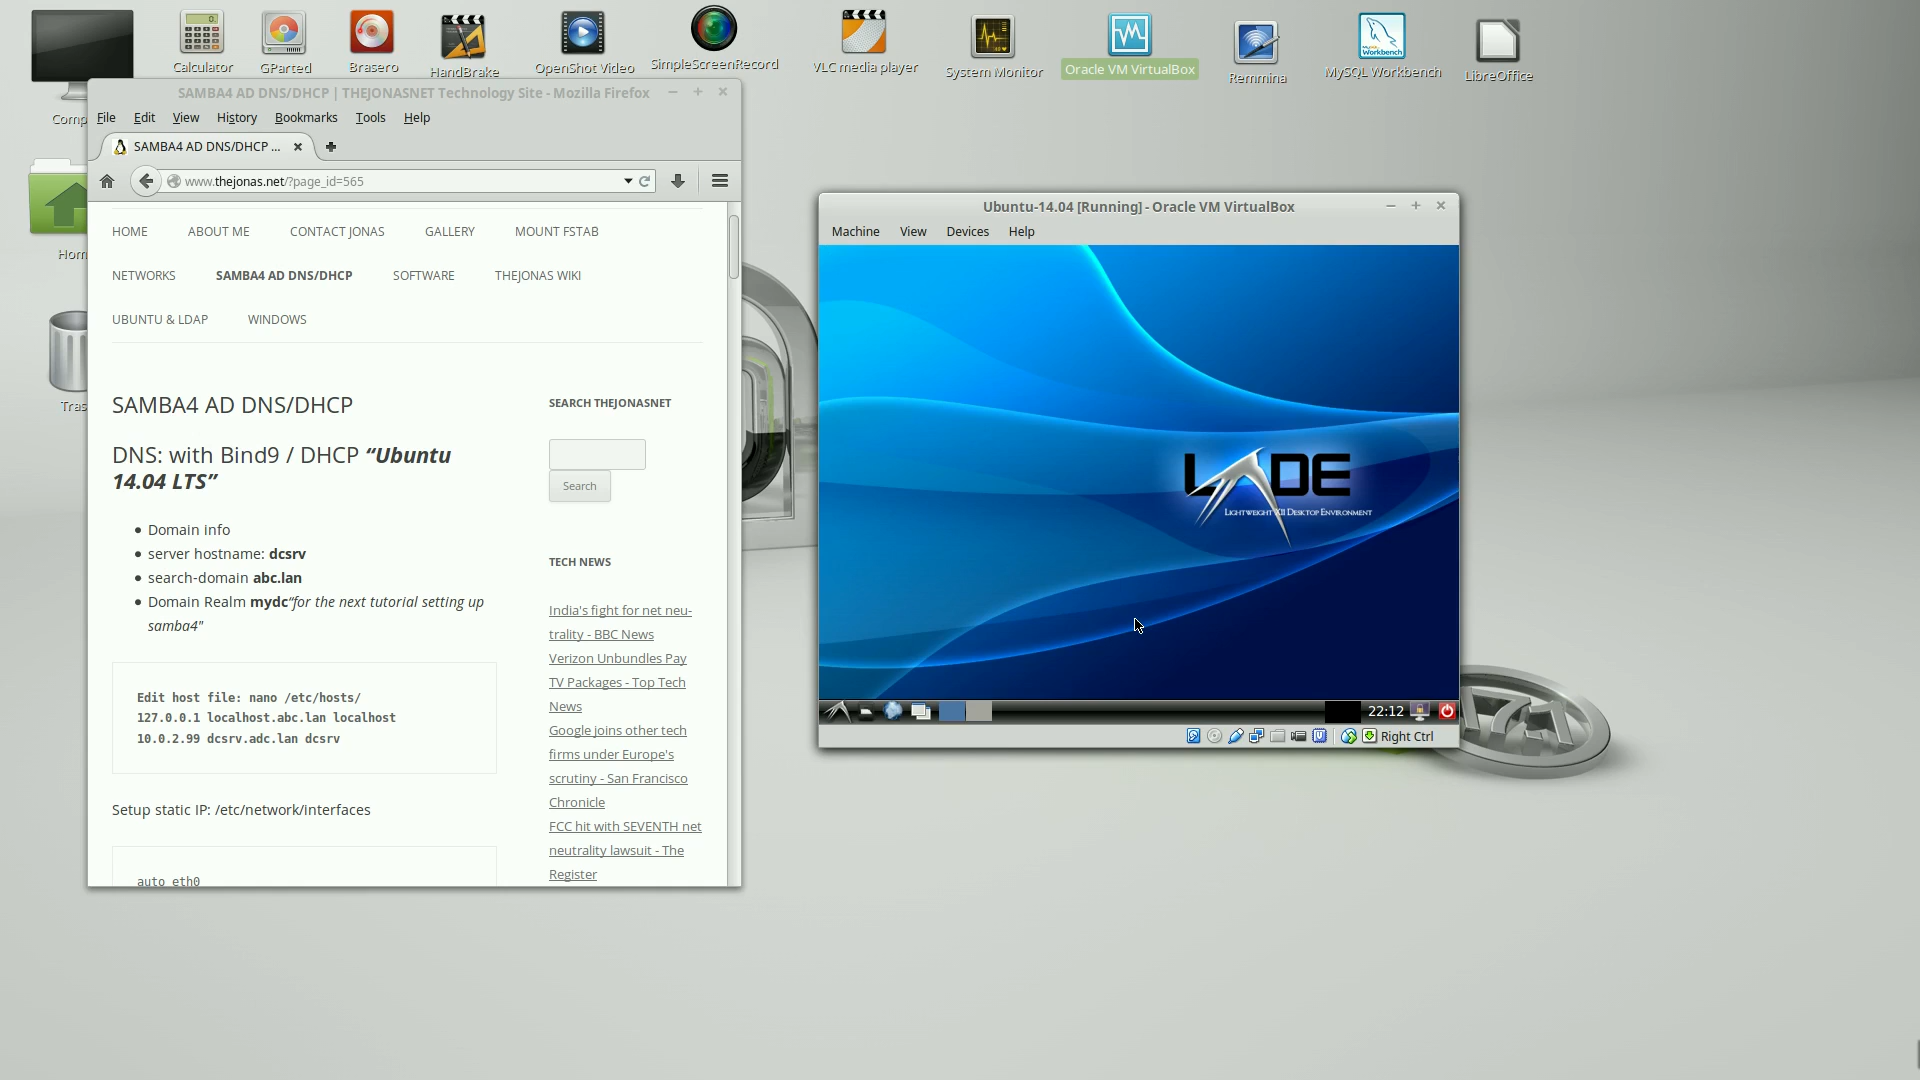 Calculator
GParted
Brasero
HandBrake
OpenShot Video
SimpleScreenRecord
VLC media player
System Monitor
Oracle VM VirtualBox
Remmina
MySQL Workbench
LibreOffice
Comp
Hom
Tras
SAMBA4 AD DNS/DHCP | THEJONASNET Technology Site - Mozilla Firefox
File Edit View History Bookmarks Tools Help
SAMBA4 AD DNS/DHCP ...
www.thejonas.net/?page_id=565
HOME ABOUT ME CONTACT JONAS GALLERY MOUNT FSTAB
NETWORKS SAMBA4 AD DNS/DHCP SOFTWARE THEJONAS WIKI
UBUNTU & LDAP WINDOWS
SAMBA4 AD DNS/DHCP
DNS: with Bind9 / DHCP “Ubuntu
14.04 LTS”
Domain info
server hostname: dcsrv
search-domain abc.lan
Domain Realm mydc“for the next tutorial setting up
samba4"
Edit host file: nano /etc/hosts/
127.0.0.1 localhost.abc.lan localhost
10.0.2.99 dcsrv.adc.lan dcsrv
Setup static IP: /etc/network/interfaces
auto eth0
SEARCH THEJONASNET
Search
TECH NEWS
India's fight for net neu-
trality - BBC News
Verizon Unbundles Pay
TV Packages - Top Tech
News
Google joins other tech
firms under Europe's
scrutiny - San Francisco
Chronicle
FCC hit with SEVENTH net
neutrality lawsuit - The
Register
Ubuntu-14.04 [Running] - Oracle VM VirtualBox
Machine View Devices Help
LXDE
Lightweight X11 Desktop Environment
22:12
Right Ctrl
17.1